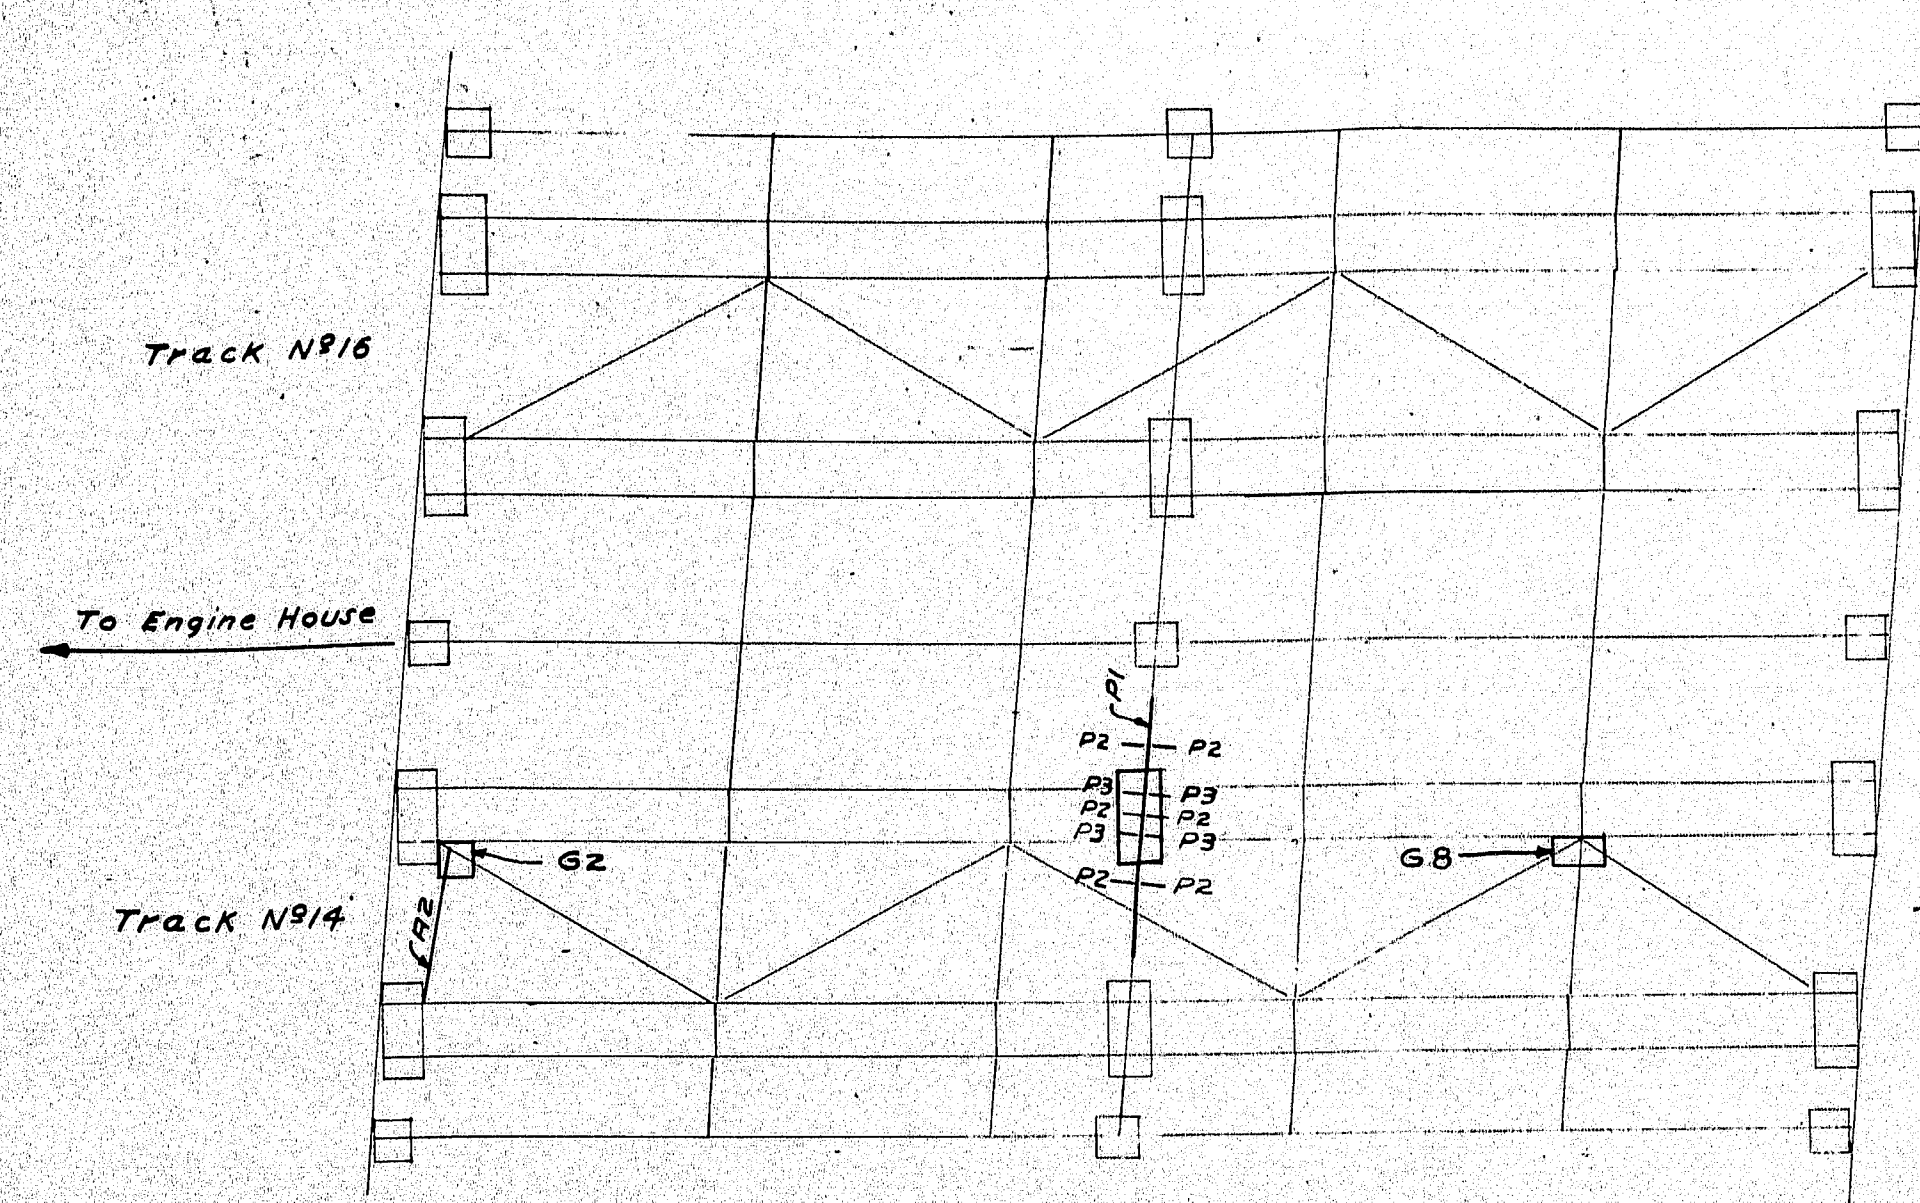 Track Nº16
To Engine House
P1
P2 P2
P3 P3
P2 P2
P3 P3
G2
G8
P2 P2
A2
Track Nº14